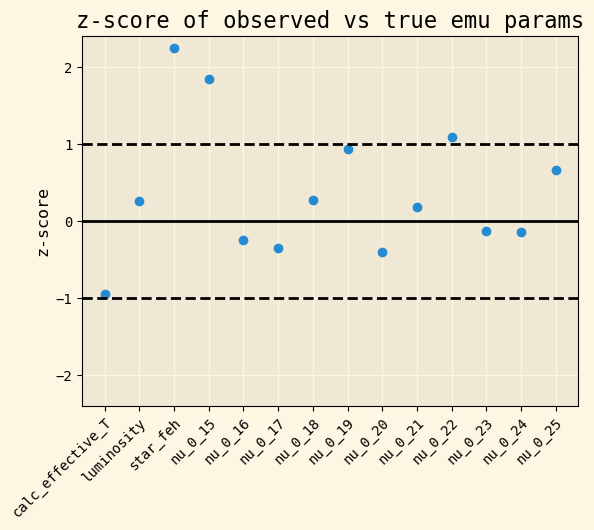 z-score of observed vs true emu params
z-score
2
1
0
−1
−2
calc_effective_T
luminosity
star_feh
nu_0_15
nu_0_16
nu_0_17
nu_0_18
nu_0_19
nu_0_20
nu_0_21
nu_0_22
nu_0_23
nu_0_24
nu_0_25